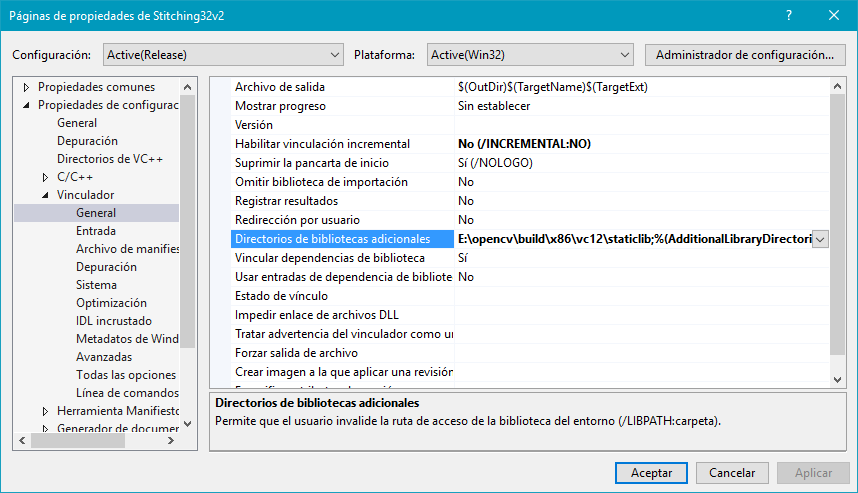 Páginas de propiedades de Stitching32v2
Configuración: Active(Release) Plataforma: Active(Win32) Administrador de configuración...
Propiedades comunes
Propiedades de configurac
General
Depuración
Directorios de VC++
C/C++
Vinculador
General
Entrada
Archivo de manifies
Depuración
Sistema
Optimización
IDL incrustado
Metadatos de Wind
Avanzadas
Todas las opciones
Línea de comandos
Herramienta Manifiesto
Generador de documer
Archivo de salida $(OutDir)$(TargetName)$(TargetExt)
Mostrar progreso Sin establecer
Versión
Habilitar vinculación incremental No (/INCREMENTAL:NO)
Suprimir la pancarta de inicio Sí (/NOLOGO)
Omitir biblioteca de importación No
Registrar resultados No
Redirección por usuario No
Directorios de bibliotecas adicionales E:\opencv\build\x86\vc12\staticlib;%(AdditionalLibraryDirectori
Vincular dependencias de biblioteca Sí
Usar entradas de dependencia de bibliote No
Estado de vínculo
Impedir enlace de archivos DLL
Tratar advertencia del vinculador como ur
Forzar salida de archivo
Crear imagen a la que aplicar una revisión
Directorios de bibliotecas adicionales
Permite que el usuario invalide la ruta de acceso de la biblioteca del entorno (/LIBPATH:carpeta).
Aceptar Cancelar Aplicar